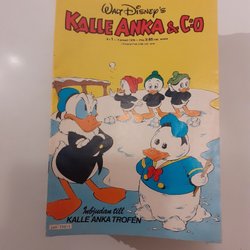 WALT DISNEY'S
KALLE ANKA & C:O
Inbjudan till
KALLE ANKA TROFÉN